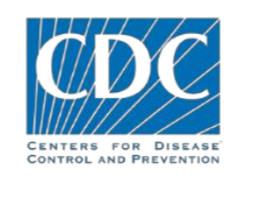 CDC
CENTERS FOR DISEASE
CONTROL AND PREVENTION